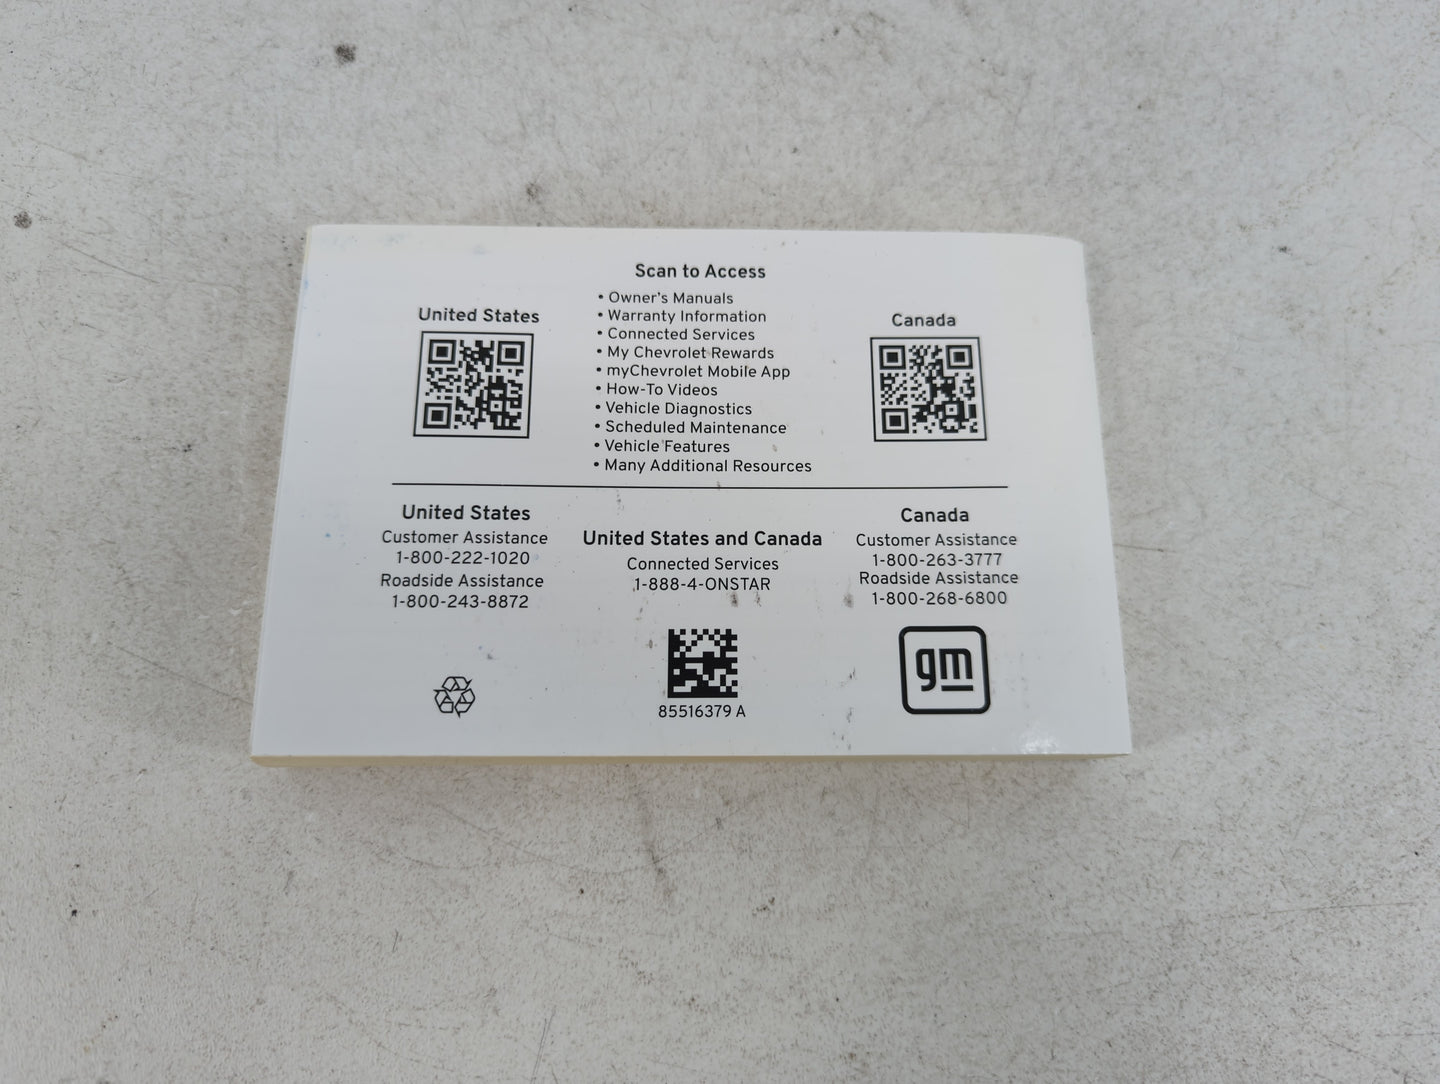 Scan to Access
United States
• Owner's Manuals
• Warranty Information
• Connected Services
• My Chevrolet Rewards
• myChevrolet Mobile App
• How-To Videos
• Vehicle Diagnostics
• Scheduled Maintenance
• Vehicle Features
• Many Additional Resources
Canada
United States
Customer Assistance
1-800-222-1020
Roadside Assistance
1-800-243-8872
United States and Canada
Connected Services
1-888-4-ONSTAR
Canada
Customer Assistance
1-800-263-3777
Roadside Assistance
1-800-268-6800
85516379 A
gm